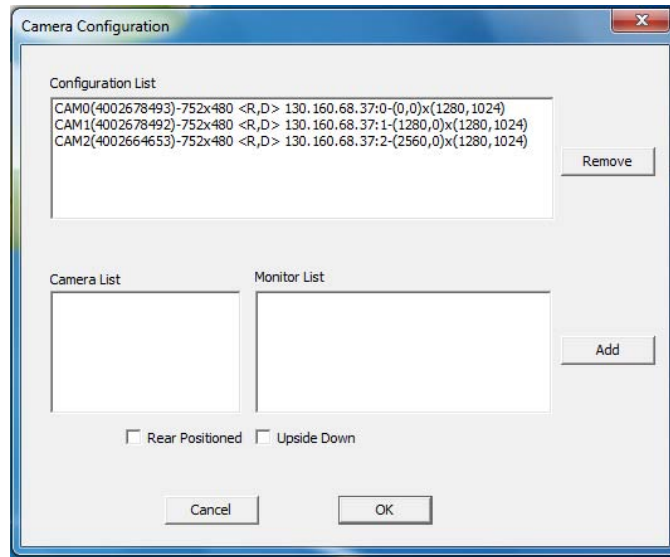 Camera Configuration
Configuration List
CAM0(4002678493)-752x480 <R,D> 130.160.68.37:0-(0,0)x(1280,1024)
CAM1(4002678492)-752x480 <R,D> 130.160.68.37:1-(1280,0)x(1280,1024)
CAM2(4002664653)-752x480 <R,D> 130.160.68.37:2-(2560,0)x(1280,1024)
Remove
Camera List
Monitor List
Add
Rear Positioned
Upside Down
Cancel
OK